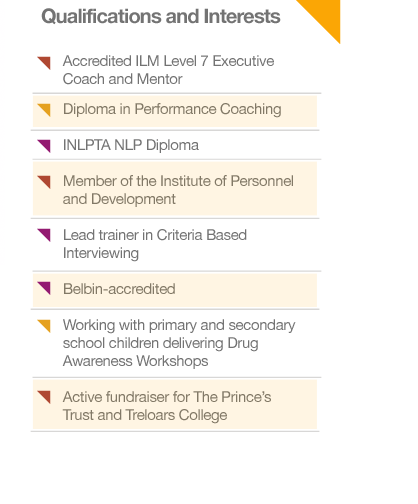 Qualifications and Interests
Accredited ILM Level 7 Executive
Coach and Mentor
Diploma in Performance Coaching
INLPTA NLP Diploma
Member of the Institute of Personnel
and Development
Lead trainer in Criteria Based
Interviewing
Belbin-accredited
Working with primary and secondary
school children delivering Drug
Awareness Workshops
Active fundraiser for The Prince's
Trust and Treloars College